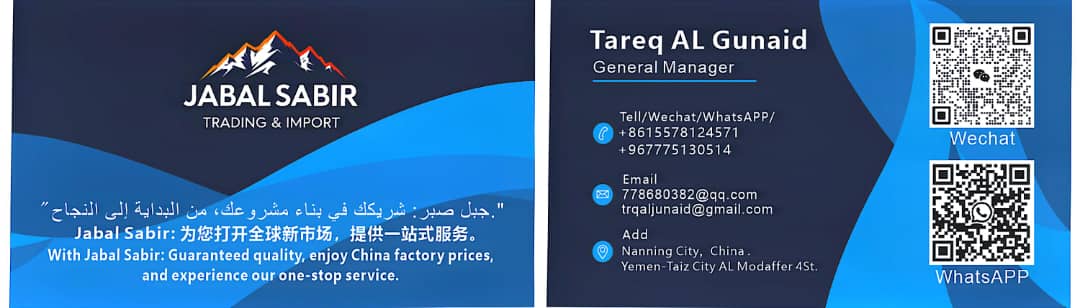 JABAL SABIR
TRADING & IMPORT
"جبل صبر: شريكك في بناء مشروعك، من البداية إلى النجاح."
Jabal Sabir: 为您打开全球新市场，提供一站式服务。
With Jabal Sabir: Guaranteed quality, enjoy China factory prices,
and experience our one-stop service.
Tareq AL Gunaid
General Manager
Tell/Wechat/WhatsAPP/
+8615578124571
+967775130514
Email
778680382@qq.com
trqaljunaid@gmail.com
Add
Nanning City, China .
Yemen-Taiz City AL Modaffer 4St.
Wechat
WhatsAPP